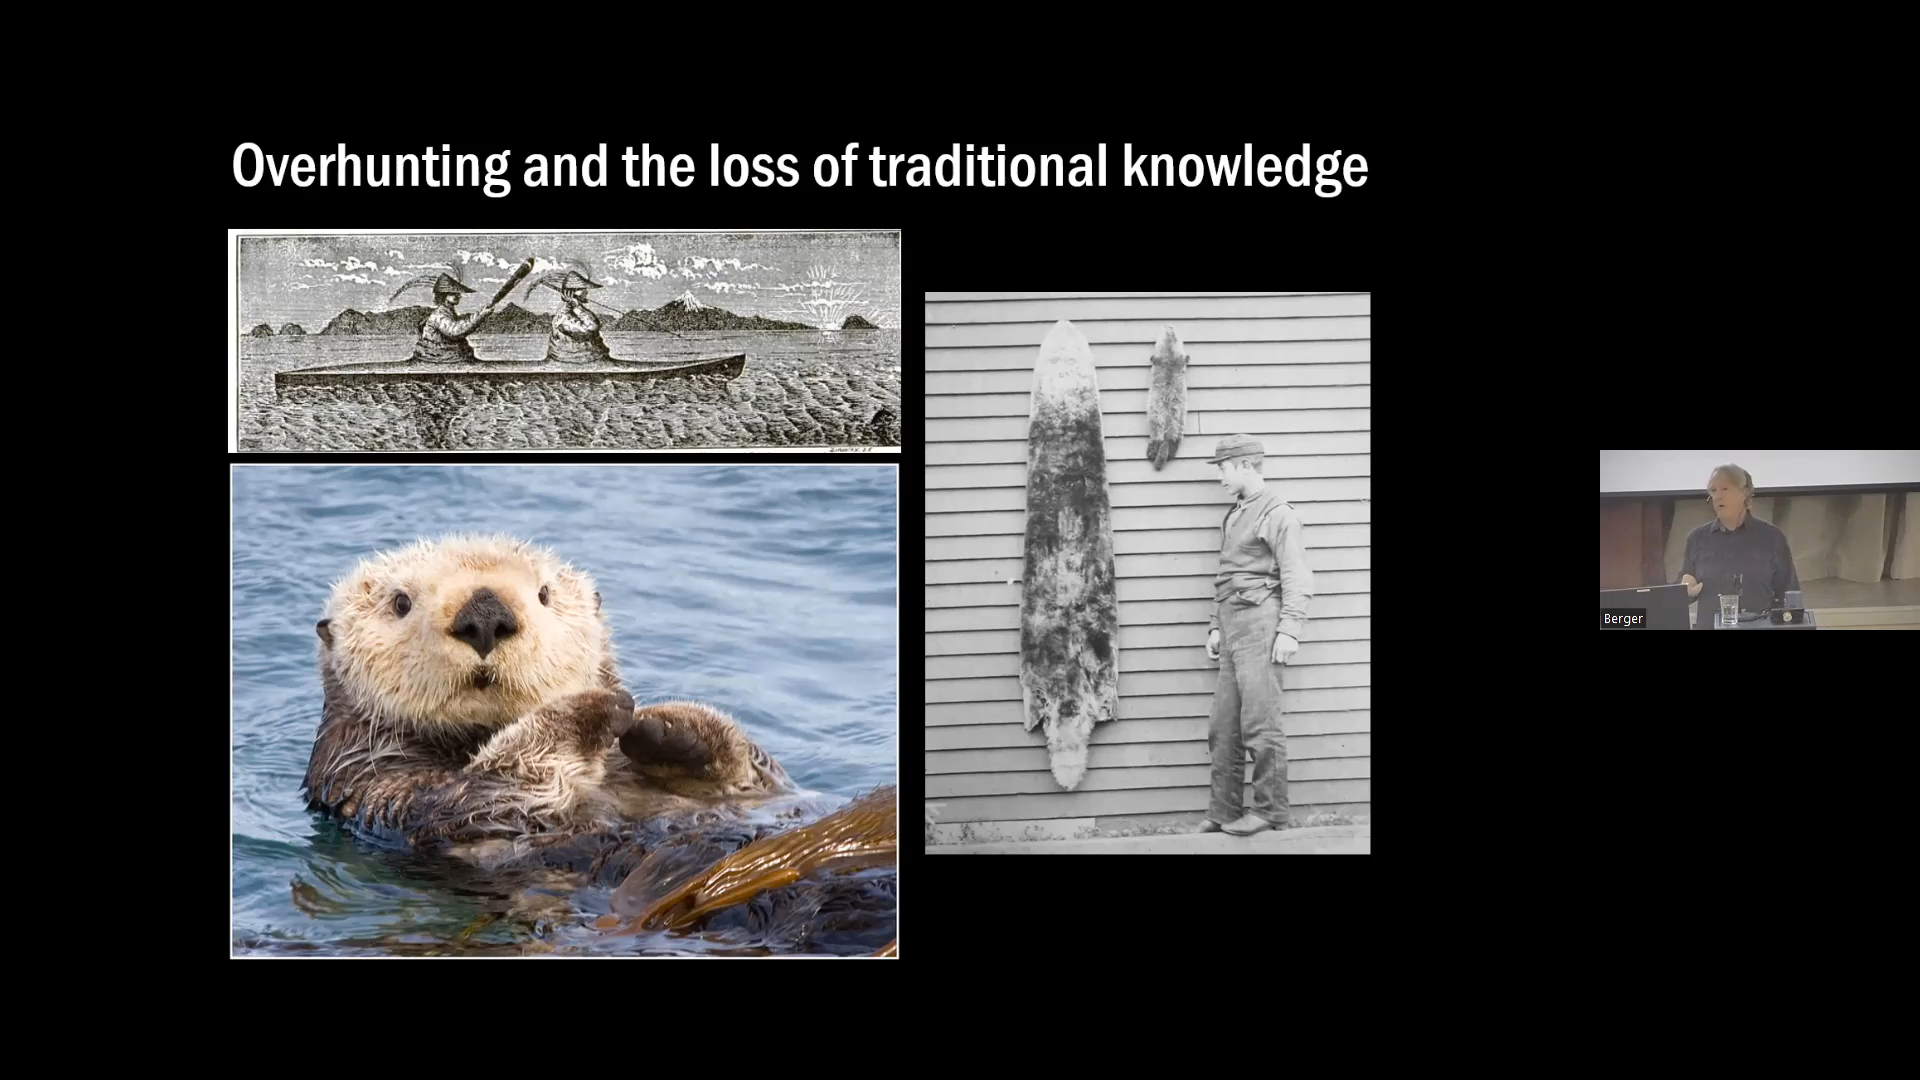 Overhunting and the loss of traditional knowledge
Berger